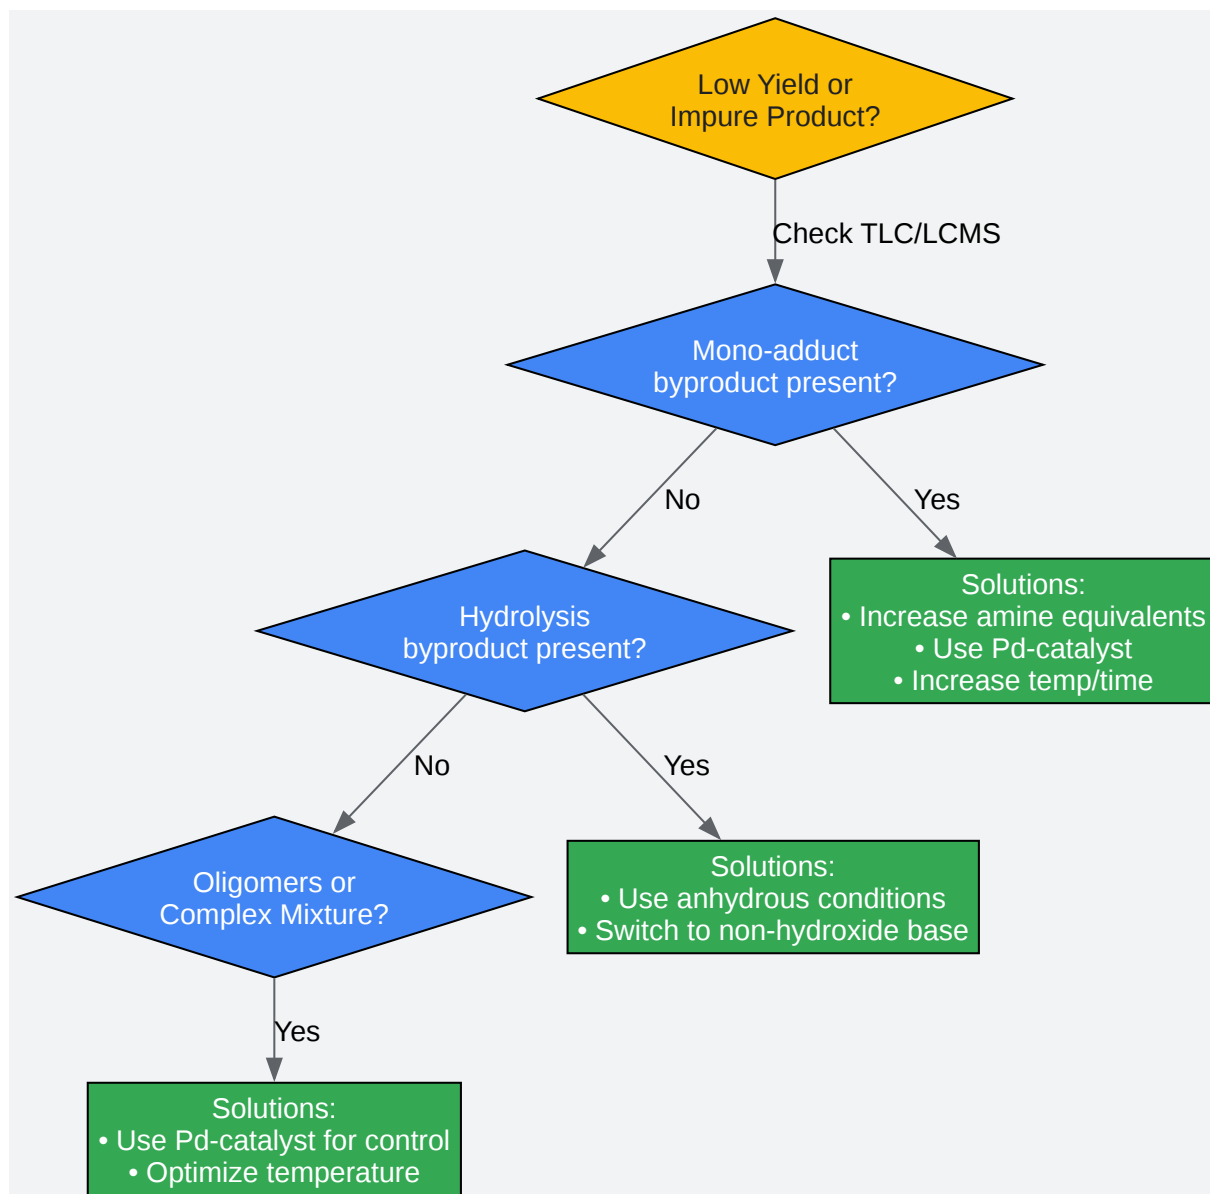 Low Yield or
Impure Product?
Check TLC/LCMS
Mono-adduct
byproduct present?
No
Yes
Hydrolysis
byproduct present?
Solutions:
• Increase amine equivalents
• Use Pd-catalyst
• Increase temp/time
No
Yes
Oligomers or
Complex Mixture?
Solutions:
• Use anhydrous conditions
• Switch to non-hydroxide base
Yes
Solutions:
• Use Pd-catalyst for control
• Optimize temperature